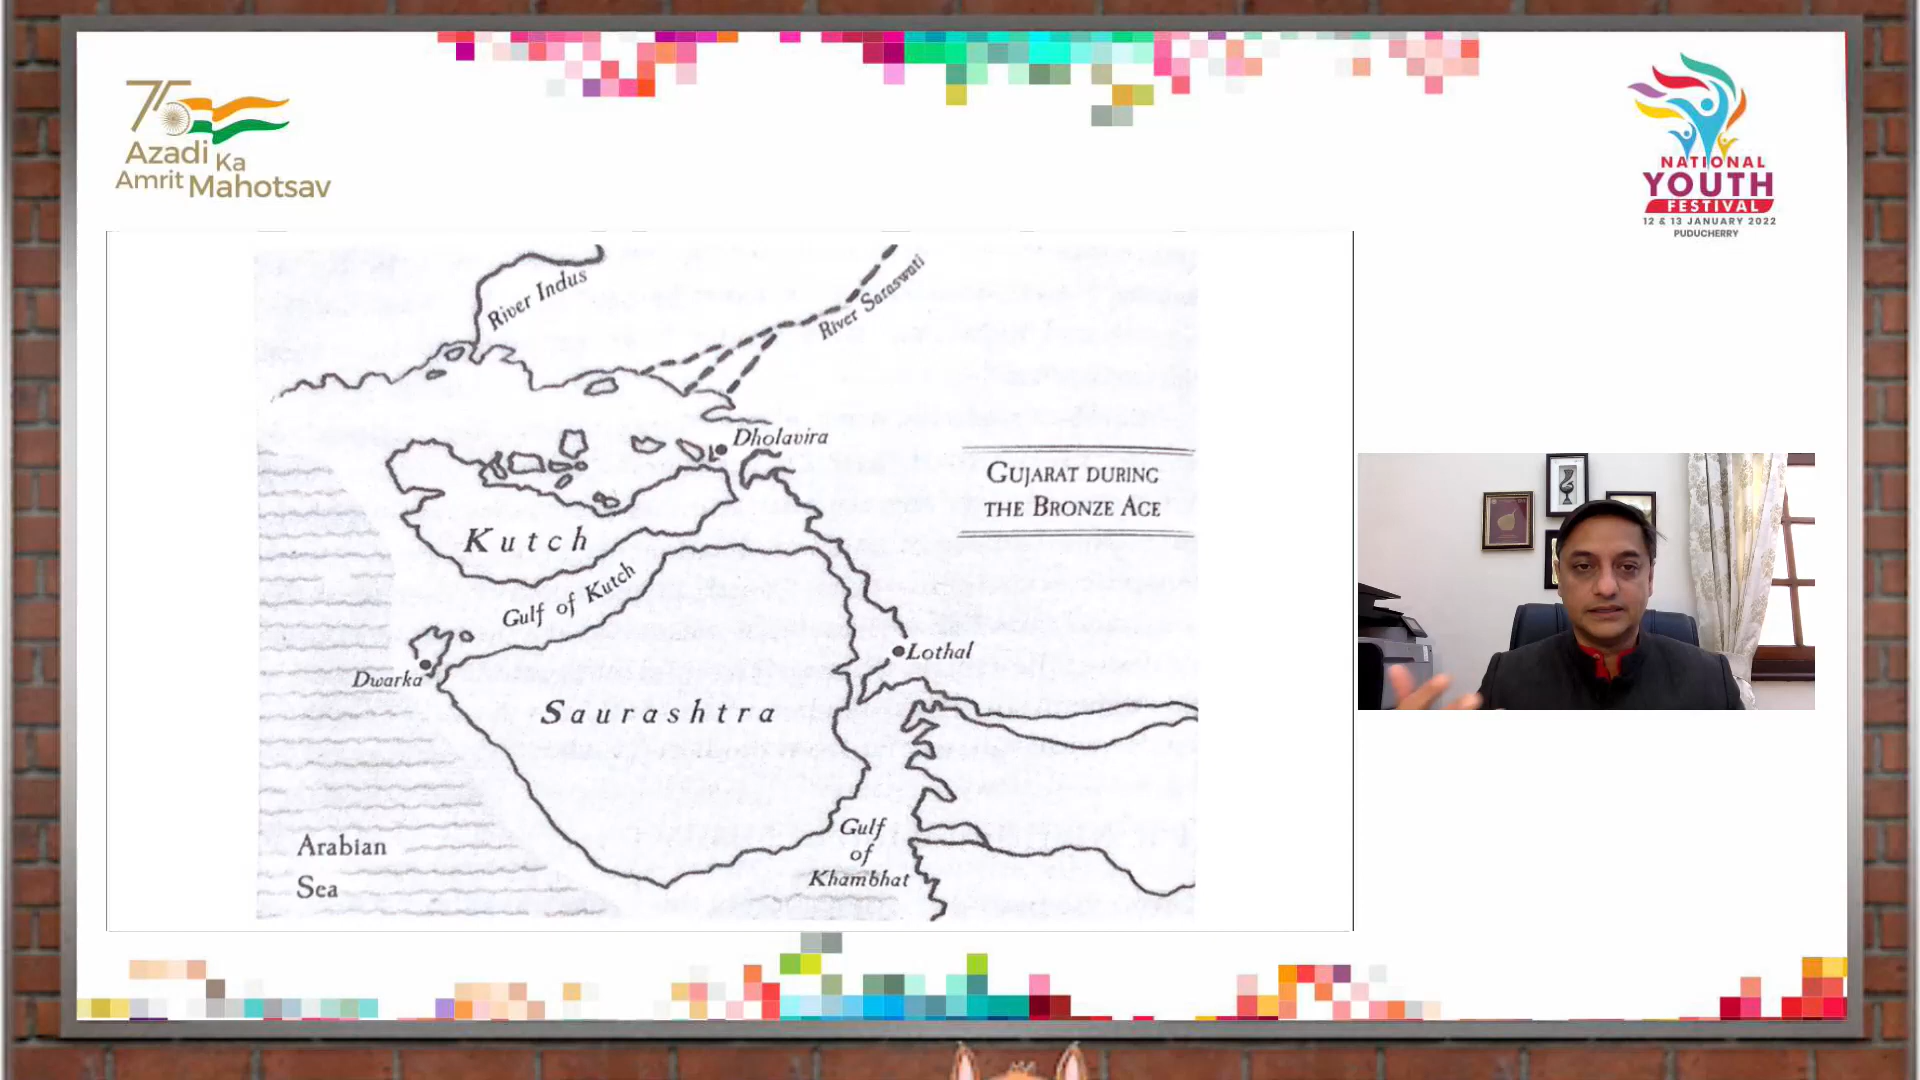 75
Azadi Ka
Amrit Mahotsav
NATIONAL
YOUTH
FESTIVAL
12 & 13 JANUARY 2022
PUDUCHERRY
River Indus
River Saraswati
Dholavira
GUJARAT DURING
THE BRONZE AGE
Kutch
Gulf of Kutch
Lothal
Dwarka
Saurashtra
Arabian
Sea
Gulf
of
Khambhat